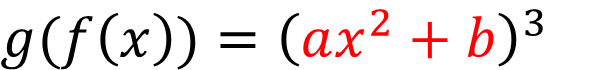 g(f(x)) = (ax² + b)³